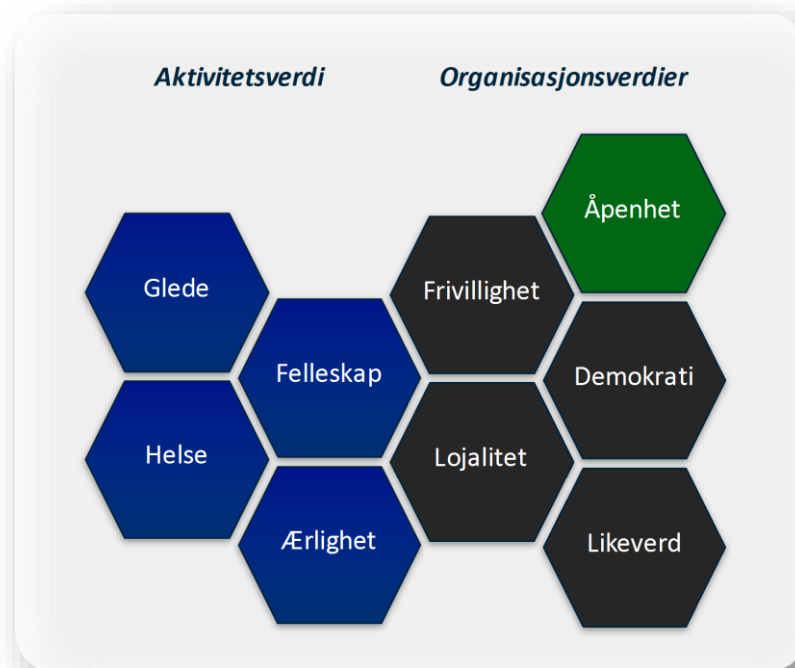 Aktivitetsverdi
Organisasjonsverdier
Glede
Felleskap
Helse
Ærlighet
Åpenhet
Frivillighet
Demokrati
Lojalitet
Likeverd